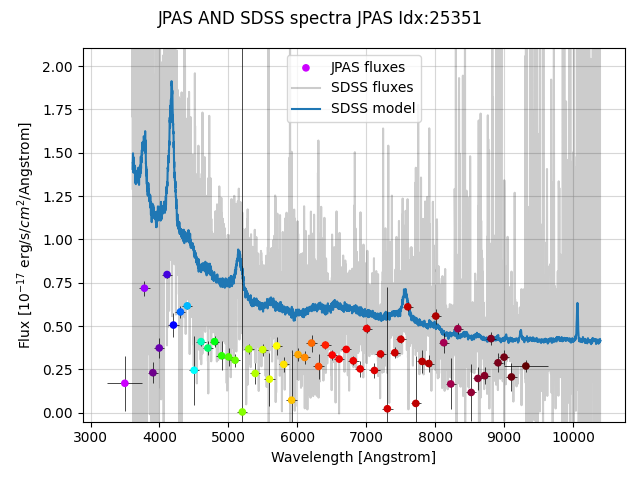 JPAS AND SDSS spectra JPAS Idx:25351
JPAS fluxes
SDSS fluxes
SDSS model
2.00
1.75
1.50
1.25
1.00
0.75
0.50
0.25
0.00
Flux [10⁻¹⁷ erg/s/cm²/Angstrom]
3000 4000 5000 6000 7000 8000 9000 10000
Wavelength [Angstrom]